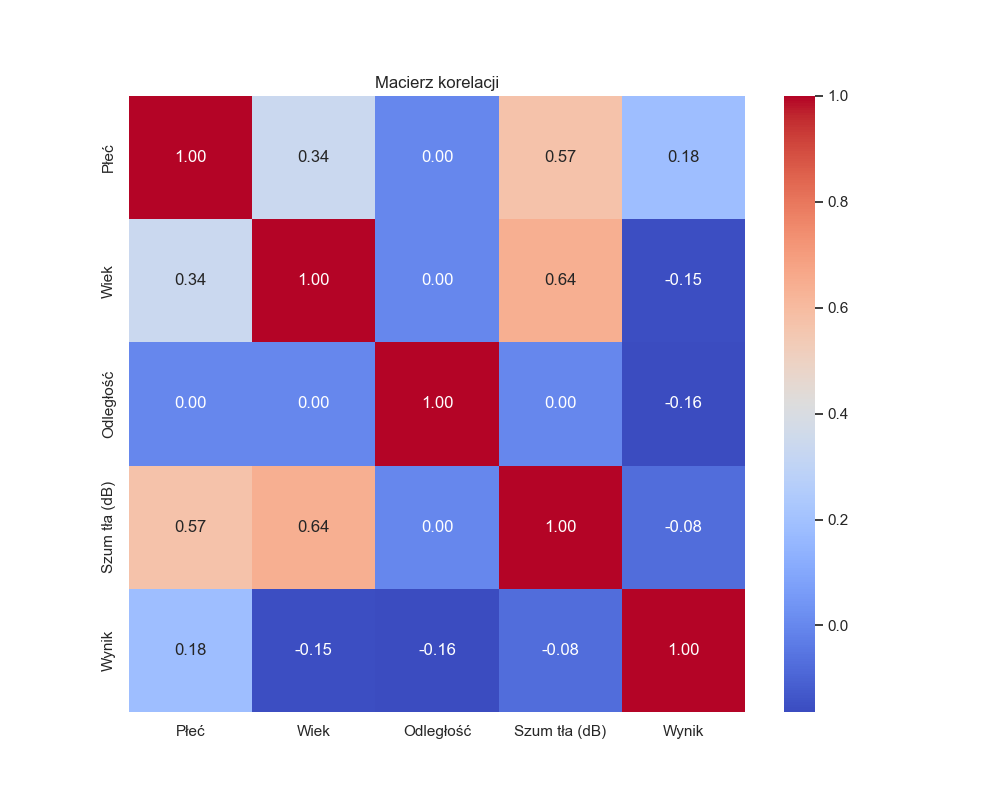 Macierz korelacji
Płeć 1.00 0.34 0.00 0.57 0.18
Wiek 0.34 1.00 0.00 0.64 -0.15
Odległość 0.00 0.00 1.00 0.00 -0.16
Szum tła (dB) 0.57 0.64 0.00 1.00 -0.08
Wynik 0.18 -0.15 -0.16 -0.08 1.00
Płeć Wiek Odległość Szum tła (dB) Wynik
1.0
0.8
0.6
0.4
0.2
0.0